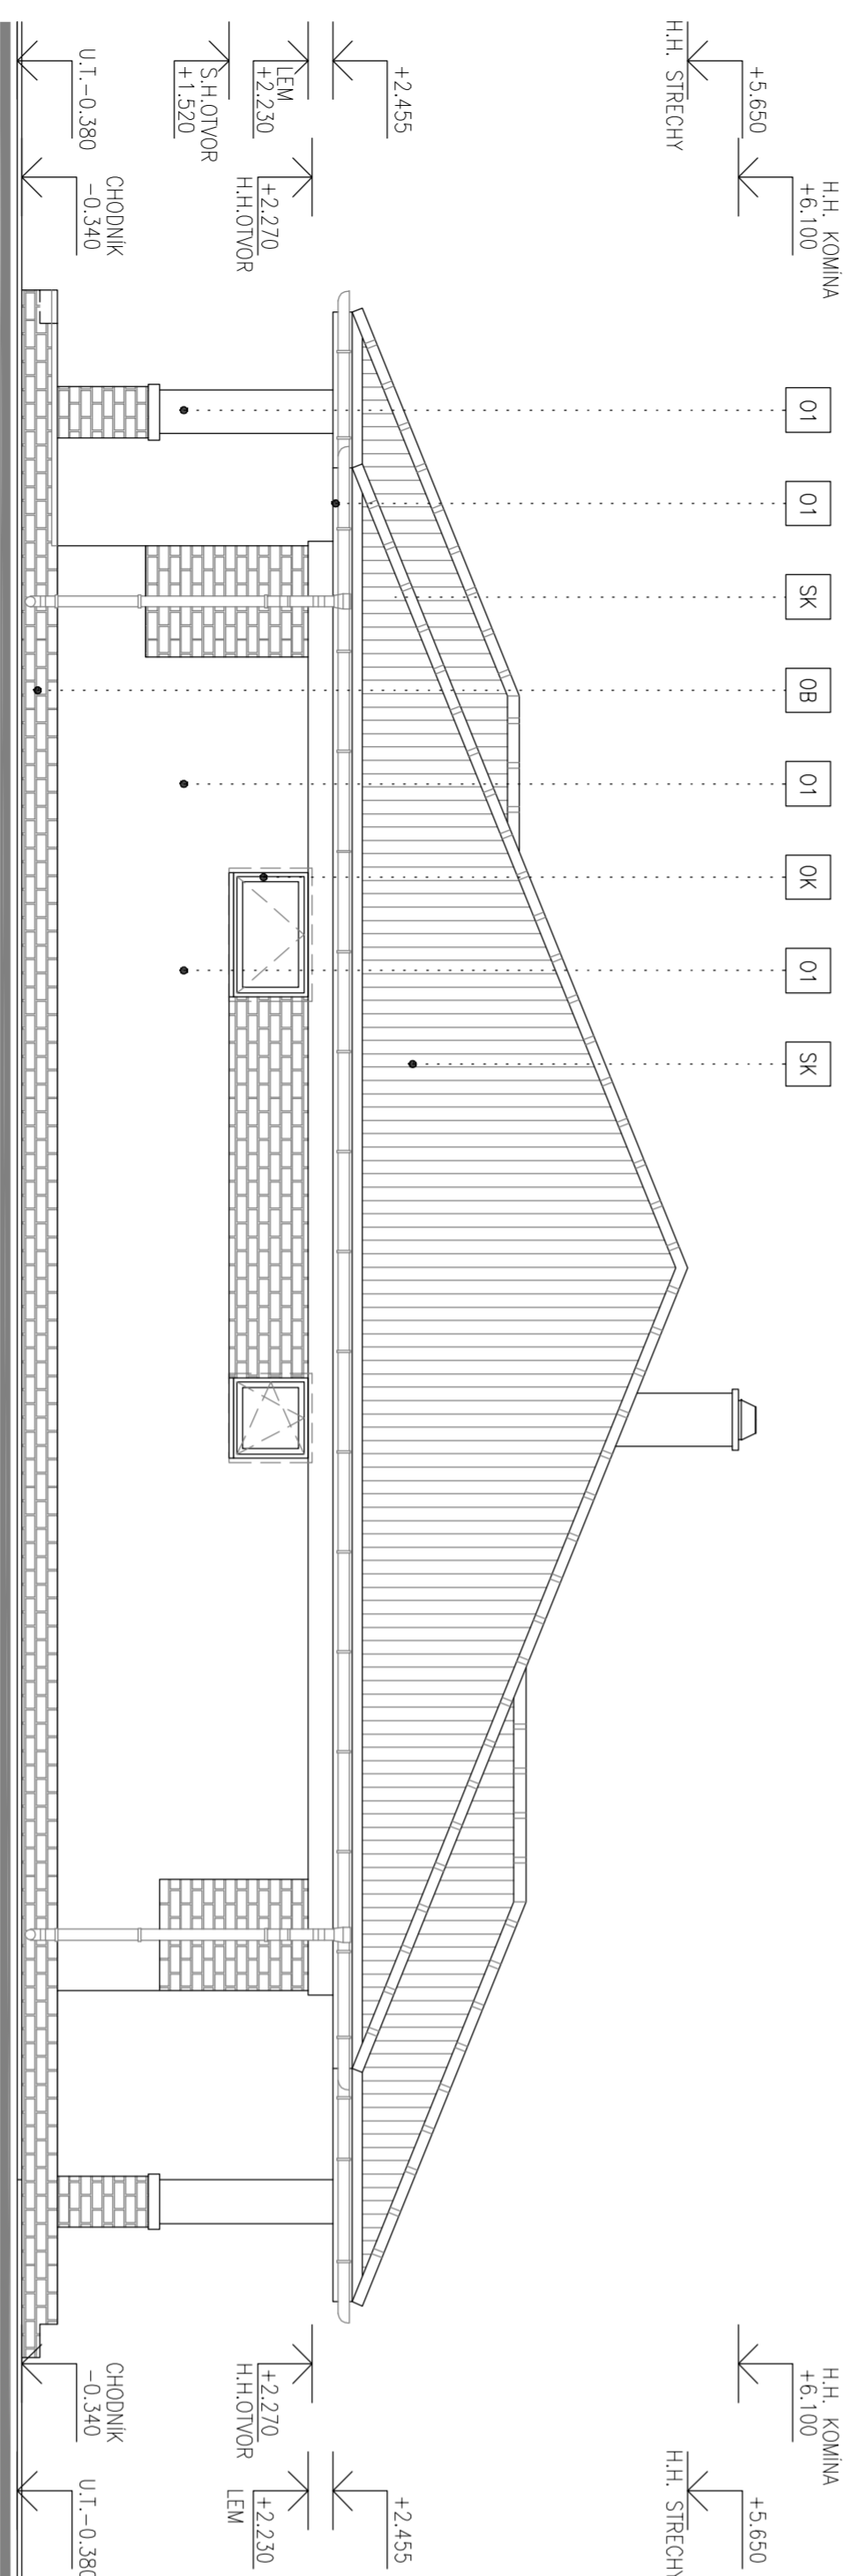 H.H. KOMÍNA
+6.100
+5.650
H.H. STRECHY
+2.455
LEM
+2.230
+2.270
H.H.OTVOR
S.H.OTVOR
+1.520
CHODNÍK
-0.340
U.T.-0.380
O1
O1
SK
OB
O1
OK
O1
SK
H.H. KOMÍNA
+6.100
+5.650
H.H. STRECHY
+2.455
+2.270
H.H.OTVOR
+2.230
LEM
CHODNÍK
-0.340
U.T.-0.380